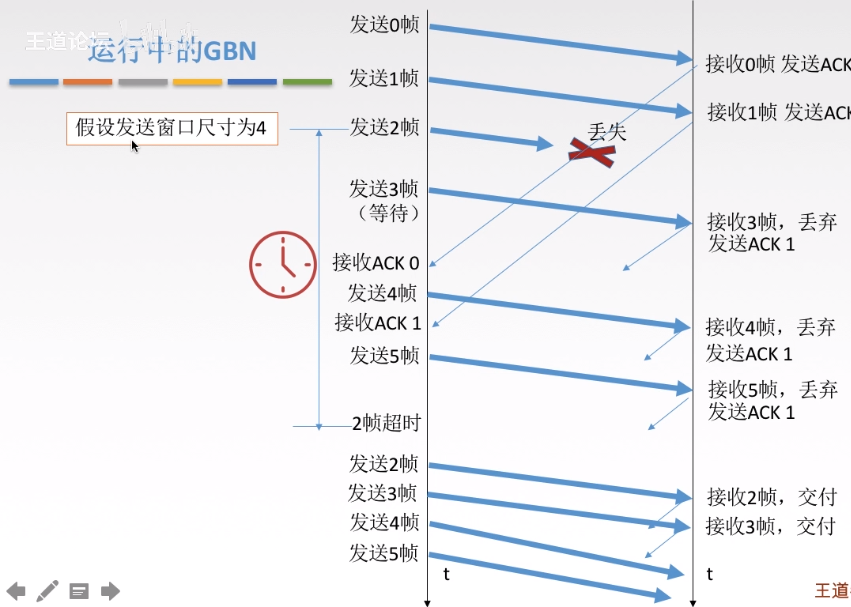 王道论坛
运行中的GBN
假设发送窗口尺寸为4
发送0帧
发送1帧
发送2帧
丢失
发送3帧
（等待）
接收ACK 0
发送4帧
接收ACK 1
发送5帧
2帧超时
发送2帧
发送3帧
发送4帧
发送5帧
t
接收0帧 发送ACK
接收1帧 发送ACK
接收3帧，丢弃
发送ACK 1
接收4帧，丢弃
发送ACK 1
接收5帧，丢弃
发送ACK 1
接收2帧，交付
接收3帧，交付
t
王道